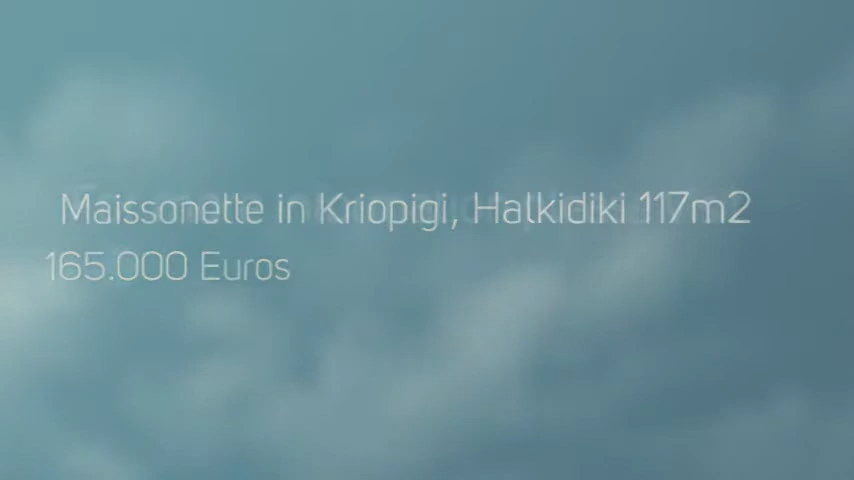 Maissonette in Kriopigi, Halkidiki 117m2
165.000 Euros